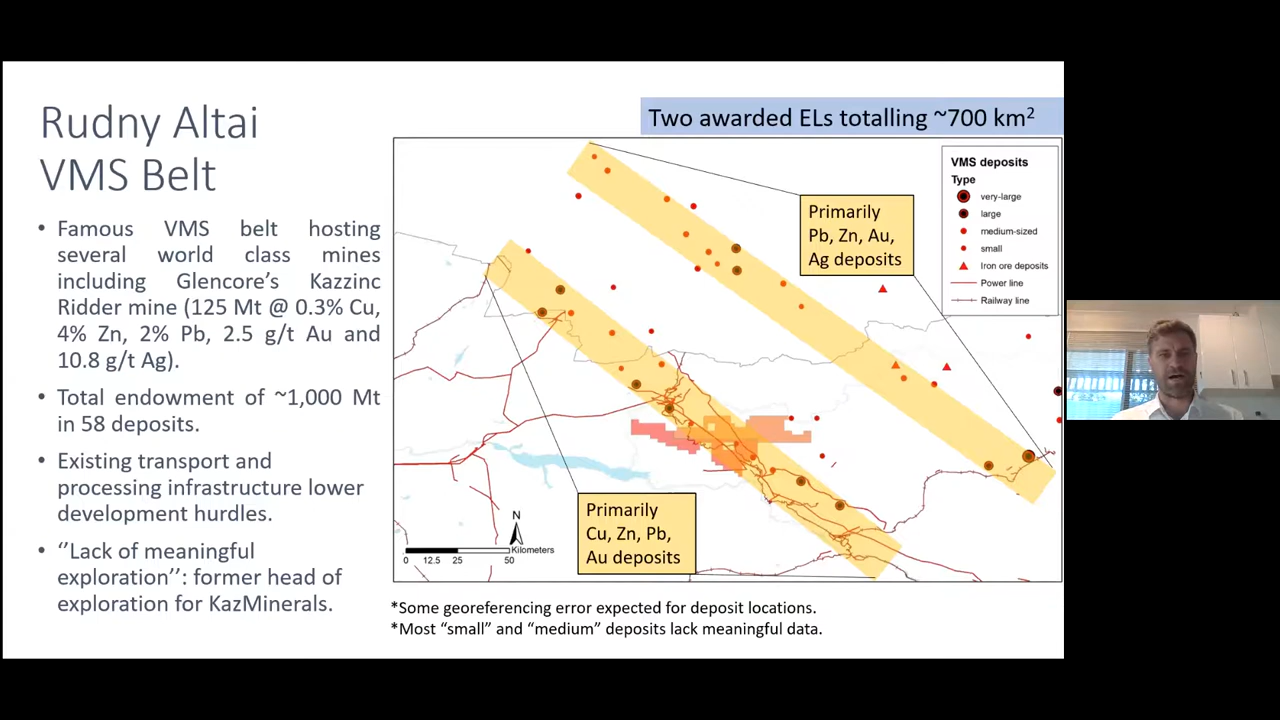 Rudny Altai
VMS Belt
Two awarded ELs totalling ~700 km²
• Famous VMS belt hosting
several world class mines
including Glencore’s Kazzinc
Ridder mine (125 Mt @ 0.3% Cu,
4% Zn, 2% Pb, 2.5 g/t Au and
10.8 g/t Ag).
• Total endowment of ~1,000 Mt
in 58 deposits.
• Existing transport and
processing infrastructure lower
development hurdles.
• ‘’Lack of meaningful
exploration’’: former head of
exploration for KazMinerals.
VMS deposits
Type
very-large
large
medium-sized
small
Iron ore deposits
Power line
Railway line
Primarily
Pb, Zn, Au,
Ag deposits
Primarily
Cu, Zn, Pb,
Au deposits
N
Kilometers
0 12.5 25 50
*Some georeferencing error expected for deposit locations.
*Most “small” and “medium” deposits lack meaningful data.